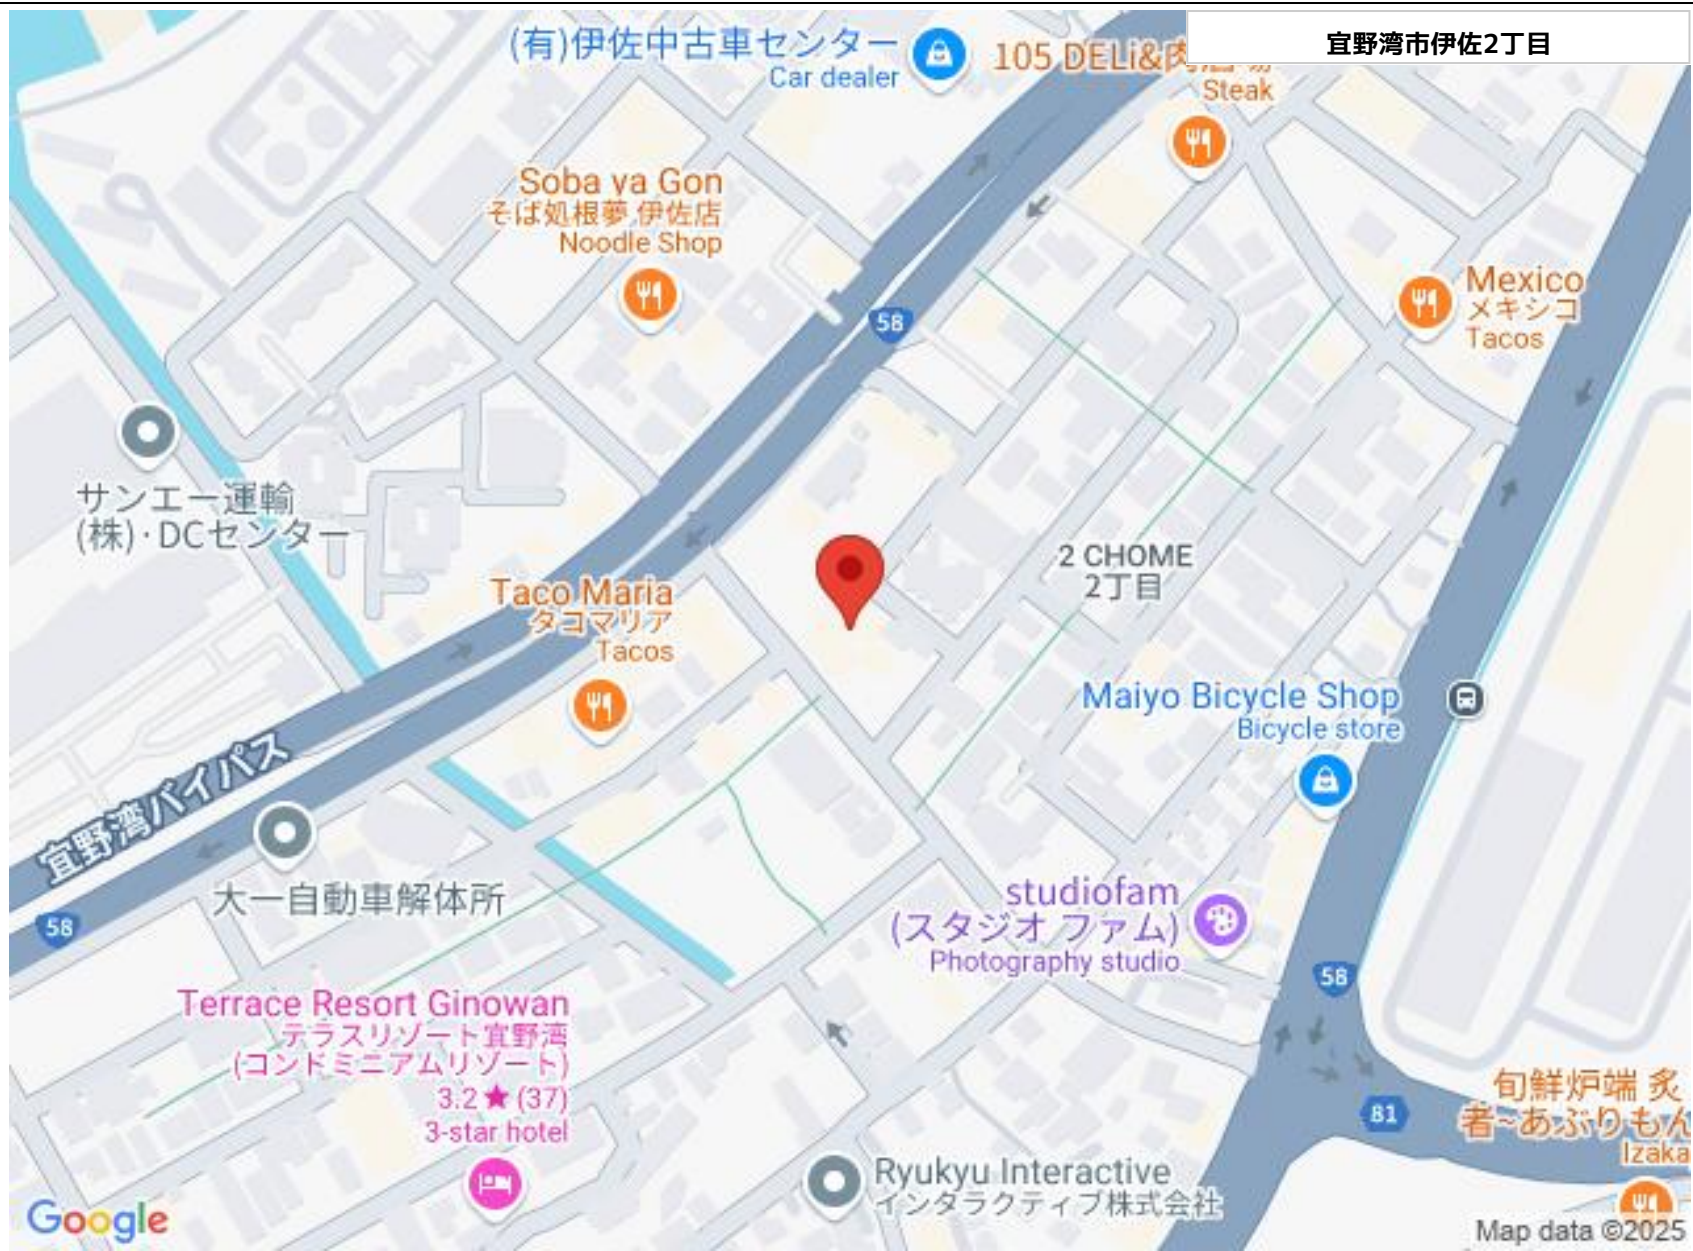 宜野湾市伊佐2丁目
(有)伊佐中古車センター
Car dealer
105 DELi&肉
Steak
Soba ya Gon
そば処根夢 伊佐店
Noodle Shop
58
Mexico
メキシコ
Tacos
サンエー運輸
(株)・DCセンター
2 CHOME
2丁目
Taco Maria
タコマリア
Tacos
Maiyo Bicycle Shop
Bicycle store
宜野湾バイパス
大一自動車解体所
58
studiofam
(スタジオ ファム)
Photography studio
58
Terrace Resort Ginowan
テラスリゾート宜野湾
(コンドミニアムリゾート)
3.2★(37)
3-star hotel
81
旬鮮炉端 炙
者~あぶりもん
Izaka
Ryukyu Interactive
インタラクティブ株式会社
Google
Map data ©2025